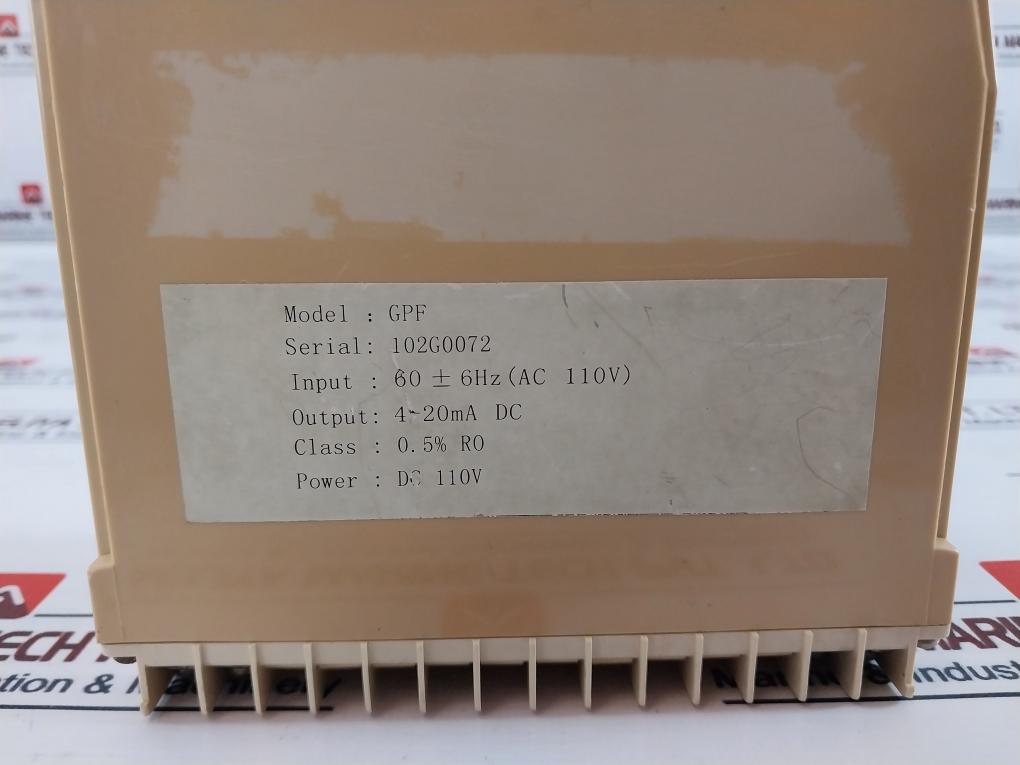 Model : GPF
Serial: 102G0072
Input : 60 ± 6Hz(AC 110V)
Output: 4~20mA DC
Class : 0.5% RO
Power : DC 110V